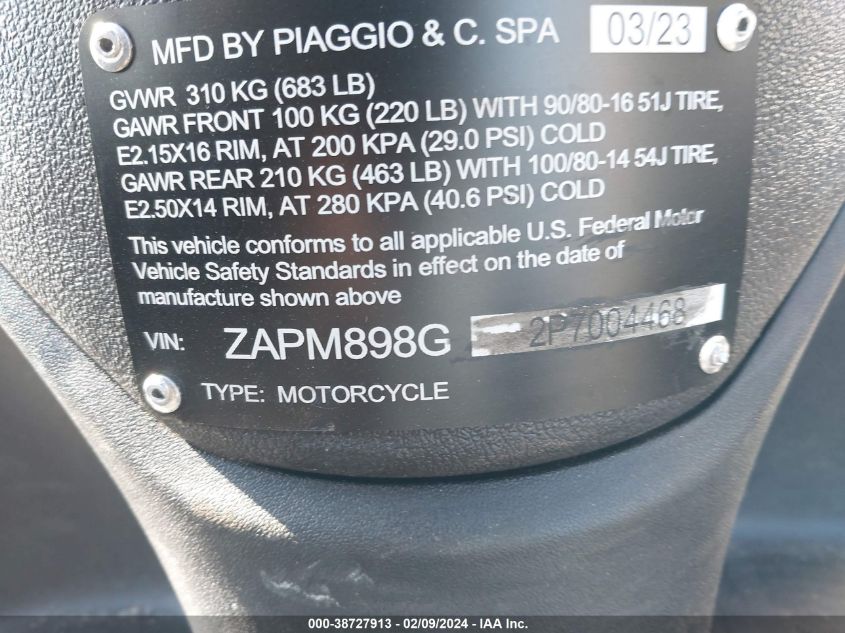 MFD BY PIAGGIO & C. SPA 03/23
GVWR 310 KG (683 LB)
GAWR FRONT 100 KG (220 LB) WITH 90/80-16 51J TIRE,
E2.15X16 RIM, AT 200 KPA (29.0 PSI) COLD
GAWR REAR 210 KG (463 LB) WITH 100/80-14 54J TIRE,
E2.50X14 RIM, AT 280 KPA (40.6 PSI) COLD
This vehicle conforms to all applicable U.S. Federal Motor
Vehicle Safety Standards in effect on the date of
manufacture shown above
VIN: ZAPM898G 2P7004468
TYPE: MOTORCYCLE
000-38727913 - 02/09/2024 - IAA Inc.